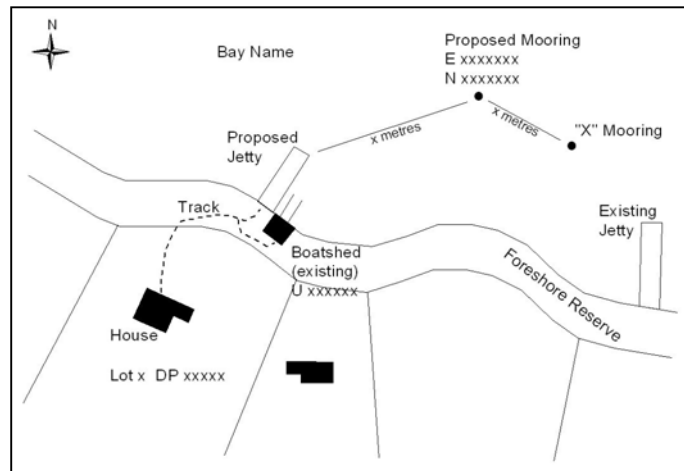 N
Bay Name
Proposed Mooring
E xxxxxxx
N xxxxxxx
x metres
x metres
"X" Mooring
Proposed
Jetty
Track
Existing
Jetty
Boatshed
(existing)
U xxxxxx
Foreshore Reserve
House
Lot x DP xxxxx